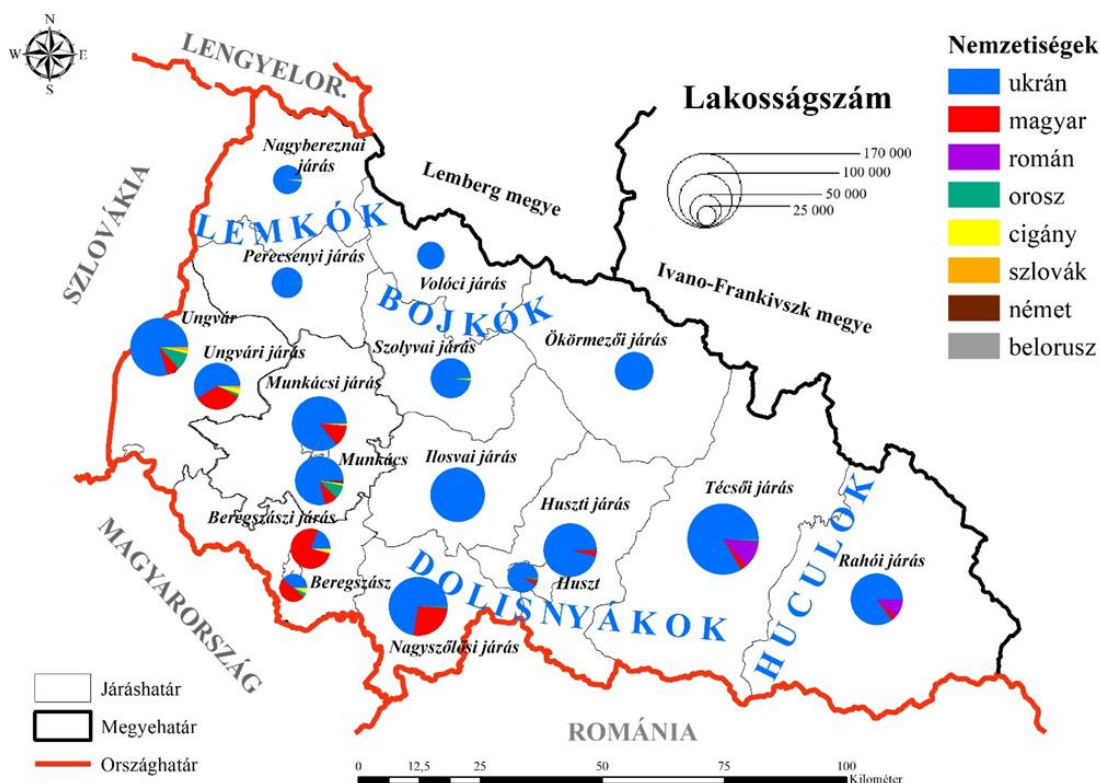 N
W E
S
LENGYELOR.
SZLOVÁKIA
MAGYARORSZÁG
ROMÁNIA
Lemberg megye
Ivano-Frankivszk megye
LEMKÓK
BOJKÓK
DOLISNYÁKOK
HUCULOK
Nagybereznai
járás
Perecsenyi járás
Volóci járás
Ungvár
Ungvári járás
Szolyvai járás
Ökörmezői járás
Munkácsi járás
Munkács
Ilosvai járás
Huszti járás
Huszt
Técsői járás
Rahói járás
Beregszászi járás
Beregszász
Nagyszőlősi járás
Lakosságszám
170 000
100 000
50 000
25 000
Nemzetiségek
ukrán
magyar
román
orosz
cigány
szlovák
német
belorusz
Járáshatár
Megyehatár
Országhatár
0 12,5 25 50 75 100
Kilométer